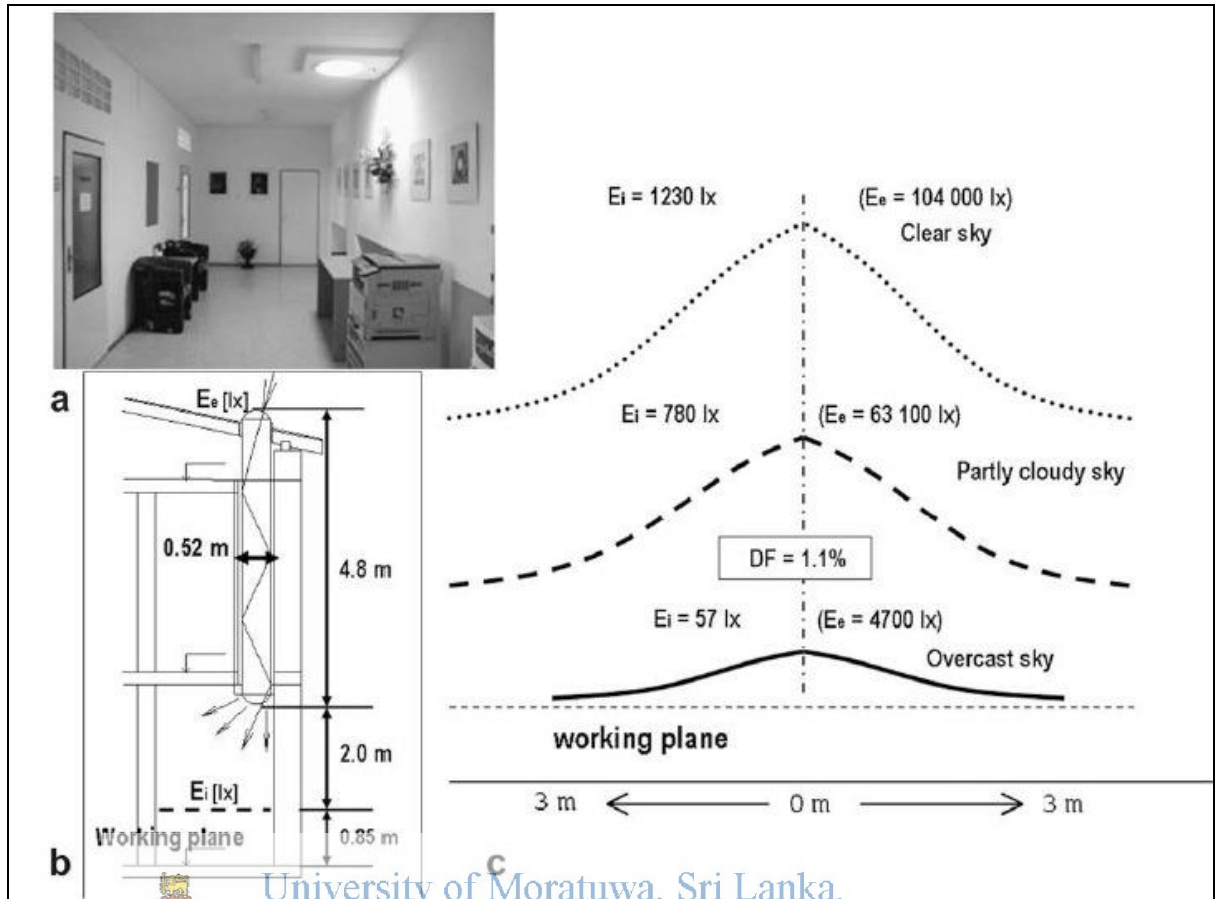 a
Ee [lx]
0.52 m
4.8 m
2.0 m
Ei [lx]
Working plane
0.85 m
b
Ei = 1230 lx
(Ee = 104 000 lx)
Clear sky
Ei = 780 lx
(Ee = 63 100 lx)
Partly cloudy sky
DF = 1.1%
Ei = 57 lx
(Ee = 4700 lx)
Overcast sky
working plane
3 m
0 m
3 m
c
University of Moratuwa, Sri Lanka.